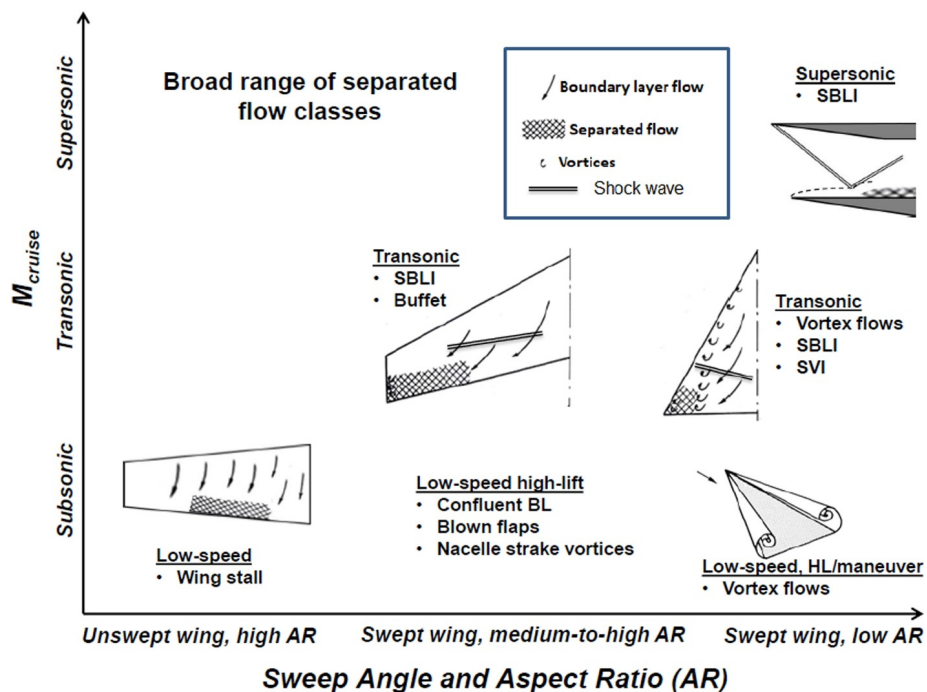 Broad range of separated
flow classes
Boundary layer flow
Separated flow
Vortices
Shock wave
Supersonic
• SBLI
Transonic
• SBLI
• Buffet
Transonic
• Vortex flows
• SBLI
• SVI
Low-speed
• Wing stall
Low-speed high-lift
• Confluent BL
• Blown flaps
• Nacelle strake vortices
Low-speed, HL/maneuver
• Vortex flows
Supersonic
Transonic
Subsonic
Mcruise
Unswept wing, high AR
Swept wing, medium-to-high AR
Swept wing, low AR
Sweep Angle and Aspect Ratio (AR)